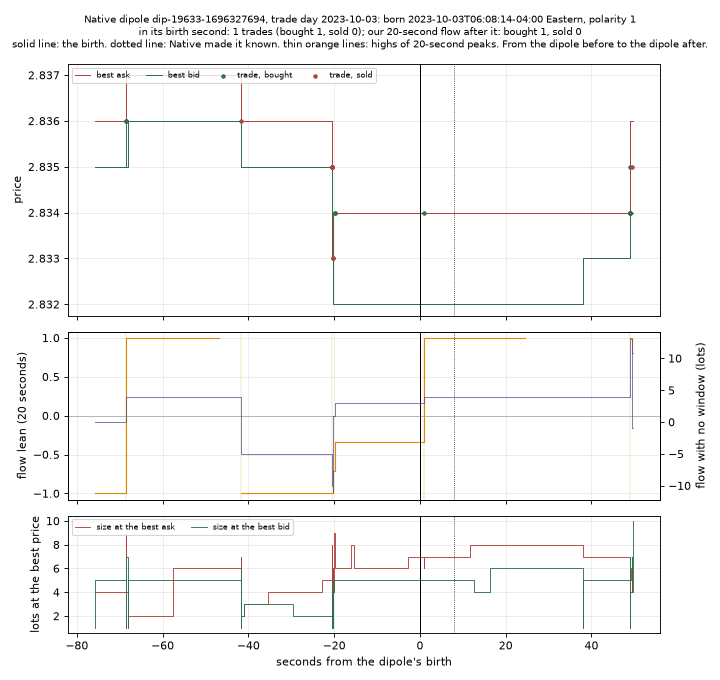 Native dipole dip-19633-1696327694, trade day 2023-10-03: born 2023-10-03T06:08:14-04:00 Eastern, polarity 1
in its birth second: 1 trades (bought 1, sold 0); our 20-second flow after it: bought 1, sold 0
solid line: the birth. dotted line: Native made it known. thin orange lines: highs of 20-second peaks. From the dipole before to the dipole after.
best ask best bid trade, bought trade, sold
2.837
2.836
2.835
2.834
2.833
2.832
price
1.0
0.5
0.0
−0.5
−1.0
flow lean (20 seconds)
10
5
0
−5
−10
flow with no window (lots)
size at the best ask size at the best bid
10
8
6
4
2
lots at the best price
−80 −60 −40 −20 0 20 40
seconds from the dipole's birth